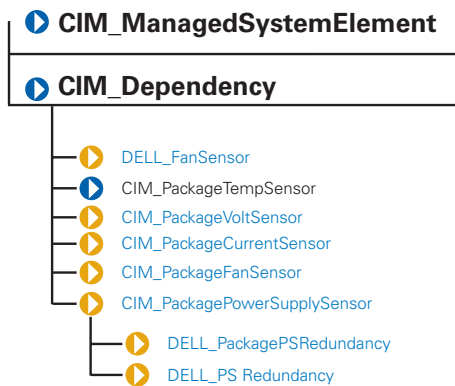 CIM_ManagedSystemElement
CIM_Dependency
DELL_FanSensor
CIM_PackageTempSensor
CIM_PackageVoltSensor
CIM_PackageCurrentSensor
CIM_PackageFanSensor
CIM_PackagePowerSupplySensor
DELL_PackagePSRedundancy
DELL_PS Redundancy